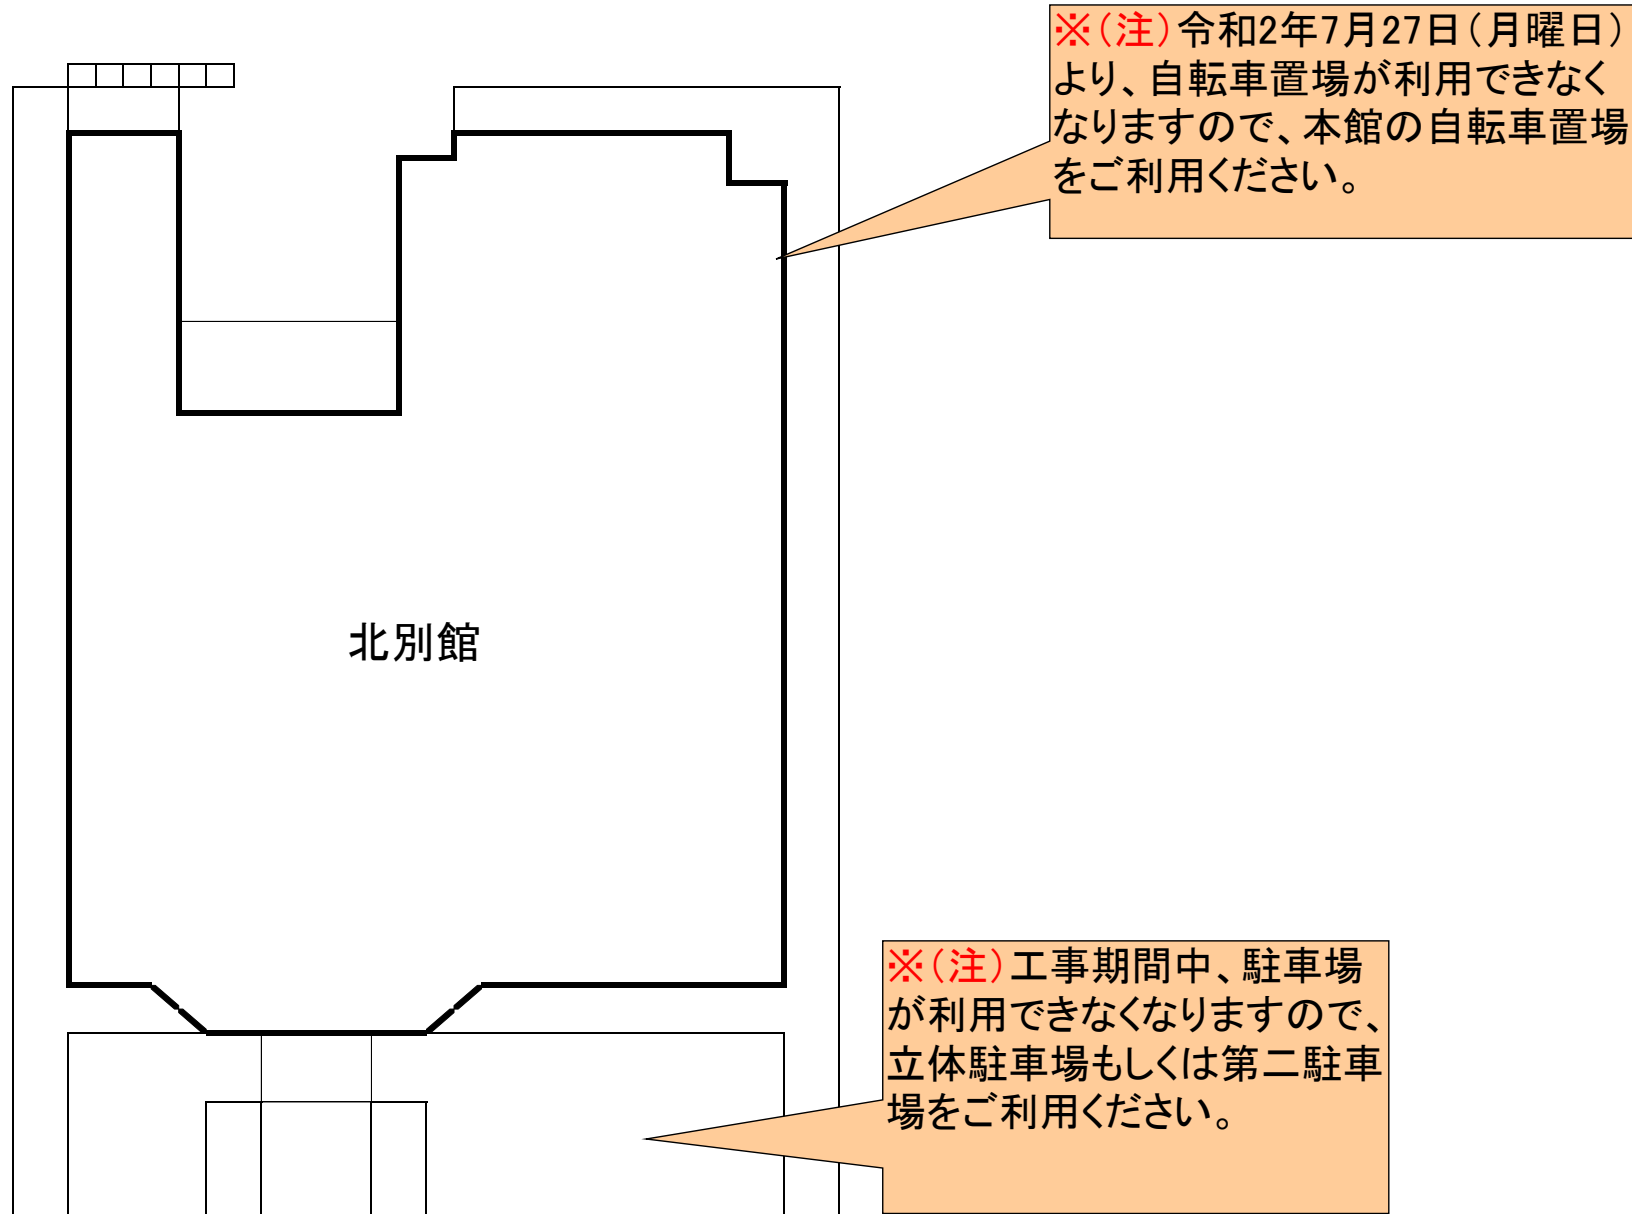 ※(注)令和2年7月27日(月曜日)
より、自転車置場が利用できなく
なりますので、本館の自転車置場
をご利用ください。
北別館
※(注)工事期間中、駐車場
が利用できなくなりますので、
立体駐車場もしくは第二駐車
場をご利用ください。